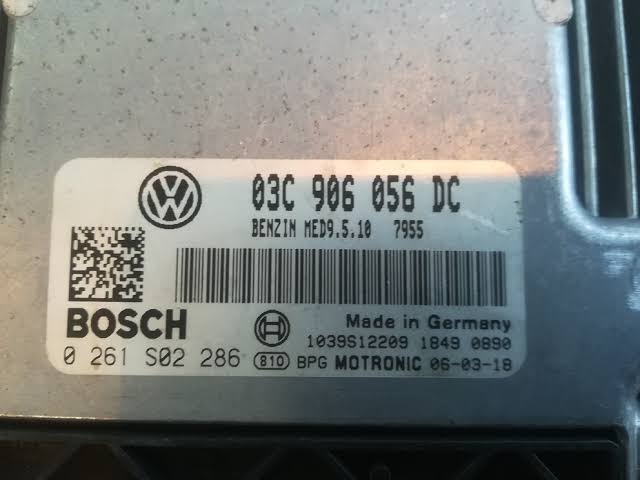 VW 03C 906 056 DC
BENZIN MED9.5.10 7955
BOSCH
Made in Germany
1039S12209 1849 0890
0 261 S02 286 810 BPG MOTRONIC 06-03-18